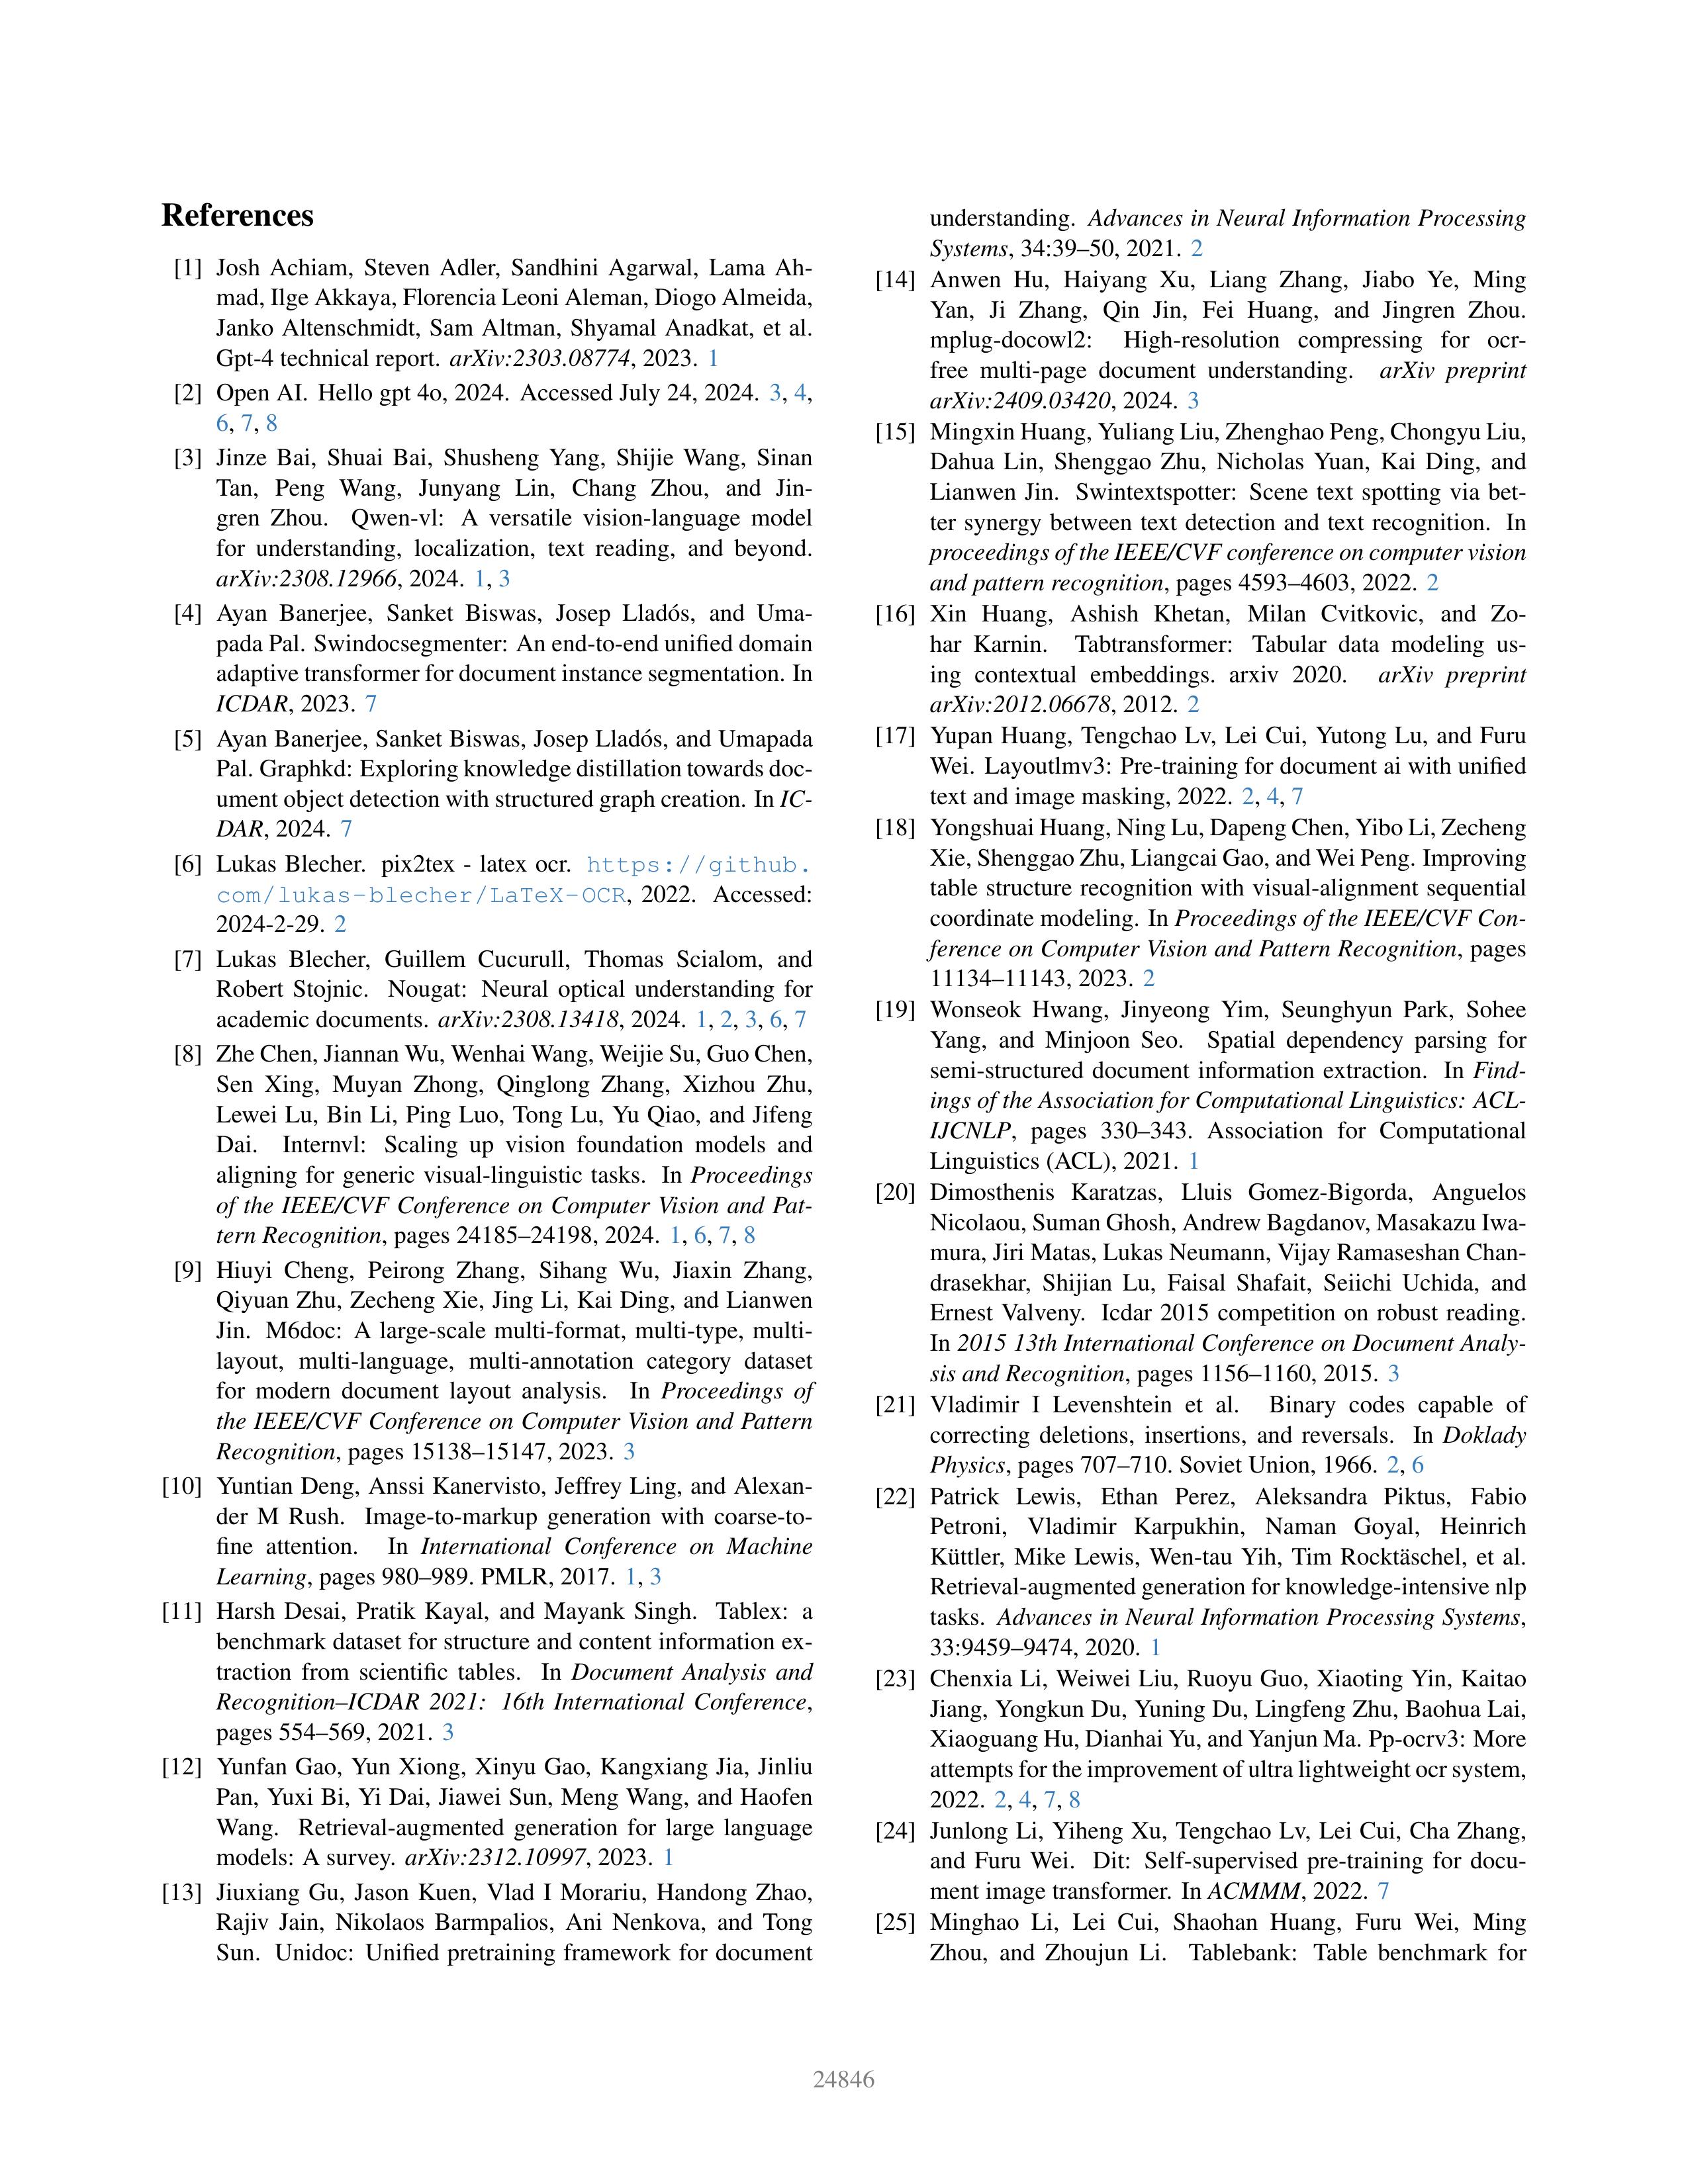 References
[1] Josh Achiam, Steven Adler, Sandhini Agarwal, Lama Ah-
mad, Ilge Akkaya, Florencia Leoni Aleman, Diogo Almeida,
Janko Altenschmidt, Sam Altman, Shyamal Anadkat, et al.
Gpt-4 technical report. arXiv:2303.08774, 2023. 1
[2] Open AI. Hello gpt 4o, 2024. Accessed July 24, 2024. 3, 4,
6, 7, 8
[3] Jinze Bai, Shuai Bai, Shusheng Yang, Shijie Wang, Sinan
Tan, Peng Wang, Junyang Lin, Chang Zhou, and Jin-
gren Zhou. Qwen-vl: A versatile vision-language model
for understanding, localization, text reading, and beyond.
arXiv:2308.12966, 2024. 1, 3
[4] Ayan Banerjee, Sanket Biswas, Josep Lladós, and Uma-
pada Pal. Swindocsegmenter: An end-to-end unified domain
adaptive transformer for document instance segmentation. In
ICDAR, 2023. 7
[5] Ayan Banerjee, Sanket Biswas, Josep Lladós, and Umapada
Pal. Graphkd: Exploring knowledge distillation towards doc-
ument object detection with structured graph creation. In IC-
DAR, 2024. 7
[6] Lukas Blecher. pix2tex - latex ocr. https://github.
com/lukas-blecher/LaTeX-OCR, 2022. Accessed:
2024-2-29. 2
[7] Lukas Blecher, Guillem Cucurull, Thomas Scialom, and
Robert Stojnic. Nougat: Neural optical understanding for
academic documents. arXiv:2308.13418, 2024. 1, 2, 3, 6, 7
[8] Zhe Chen, Jiannan Wu, Wenhai Wang, Weijie Su, Guo Chen,
Sen Xing, Muyan Zhong, Qinglong Zhang, Xizhou Zhu,
Lewei Lu, Bin Li, Ping Luo, Tong Lu, Yu Qiao, and Jifeng
Dai. Internvl: Scaling up vision foundation models and
aligning for generic visual-linguistic tasks. In Proceedings
of the IEEE/CVF Conference on Computer Vision and Pat-
tern Recognition, pages 24185–24198, 2024. 1, 6, 7, 8
[9] Hiuyi Cheng, Peirong Zhang, Sihang Wu, Jiaxin Zhang,
Qiyuan Zhu, Zecheng Xie, Jing Li, Kai Ding, and Lianwen
Jin. M6doc: A large-scale multi-format, multi-type, multi-
layout, multi-language, multi-annotation category dataset
for modern document layout analysis. In Proceedings of
the IEEE/CVF Conference on Computer Vision and Pattern
Recognition, pages 15138–15147, 2023. 3
[10] Yuntian Deng, Anssi Kanervisto, Jeffrey Ling, and Alexan-
der M Rush. Image-to-markup generation with coarse-to-
fine attention. In International Conference on Machine
Learning, pages 980–989. PMLR, 2017. 1, 3
[11] Harsh Desai, Pratik Kayal, and Mayank Singh. Tablex: a
benchmark dataset for structure and content information ex-
traction from scientific tables. In Document Analysis and
Recognition–ICDAR 2021: 16th International Conference,
pages 554–569, 2021. 3
[12] Yunfan Gao, Yun Xiong, Xinyu Gao, Kangxiang Jia, Jinliu
Pan, Yuxi Bi, Yi Dai, Jiawei Sun, Meng Wang, and Haofen
Wang. Retrieval-augmented generation for large language
models: A survey. arXiv:2312.10997, 2023. 1
[13] Jiuxiang Gu, Jason Kuen, Vlad I Morariu, Handong Zhao,
Rajiv Jain, Nikolaos Barmpalios, Ani Nenkova, and Tong
Sun. Unidoc: Unified pretraining framework for document
understanding. Advances in Neural Information Processing
Systems, 34:39–50, 2021. 2
[14] Anwen Hu, Haiyang Xu, Liang Zhang, Jiabo Ye, Ming
Yan, Ji Zhang, Qin Jin, Fei Huang, and Jingren Zhou.
mplug-docowl2: High-resolution compressing for ocr-
free multi-page document understanding. arXiv preprint
arXiv:2409.03420, 2024. 3
[15] Mingxin Huang, Yuliang Liu, Zhenghao Peng, Chongyu Liu,
Dahua Lin, Shenggao Zhu, Nicholas Yuan, Kai Ding, and
Lianwen Jin. Swintextspotter: Scene text spotting via bet-
ter synergy between text detection and text recognition. In
proceedings of the IEEE/CVF conference on computer vision
and pattern recognition, pages 4593–4603, 2022. 2
[16] Xin Huang, Ashish Khetan, Milan Cvitkovic, and Zo-
har Karnin. Tabtransformer: Tabular data modeling us-
ing contextual embeddings. arxiv 2020. arXiv preprint
arXiv:2012.06678, 2012. 2
[17] Yupan Huang, Tengchao Lv, Lei Cui, Yutong Lu, and Furu
Wei. Layoutlmv3: Pre-training for document ai with unified
text and image masking, 2022. 2, 4, 7
[18] Yongshuai Huang, Ning Lu, Dapeng Chen, Yibo Li, Zecheng
Xie, Shenggao Zhu, Liangcai Gao, and Wei Peng. Improving
table structure recognition with visual-alignment sequential
coordinate modeling. In Proceedings of the IEEE/CVF Con-
ference on Computer Vision and Pattern Recognition, pages
11134–11143, 2023. 2
[19] Wonseok Hwang, Jinyeong Yim, Seunghyun Park, Sohee
Yang, and Minjoon Seo. Spatial dependency parsing for
semi-structured document information extraction. In Find-
ings of the Association for Computational Linguistics: ACL-
IJCNLP, pages 330–343. Association for Computational
Linguistics (ACL), 2021. 1
[20] Dimosthenis Karatzas, Lluis Gomez-Bigorda, Anguelos
Nicolaou, Suman Ghosh, Andrew Bagdanov, Masakazu Iwa-
mura, Jiri Matas, Lukas Neumann, Vijay Ramaseshan Chan-
drasekhar, Shijian Lu, Faisal Shafait, Seiichi Uchida, and
Ernest Valveny. Icdar 2015 competition on robust reading.
In 2015 13th International Conference on Document Analy-
sis and Recognition, pages 1156–1160, 2015. 3
[21] Vladimir I Levenshtein et al. Binary codes capable of
correcting deletions, insertions, and reversals. In Doklady
Physics, pages 707–710. Soviet Union, 1966. 2, 6
[22] Patrick Lewis, Ethan Perez, Aleksandra Piktus, Fabio
Petroni, Vladimir Karpukhin, Naman Goyal, Heinrich
Küttler, Mike Lewis, Wen-tau Yih, Tim Rocktäschel, et al.
Retrieval-augmented generation for knowledge-intensive nlp
tasks. Advances in Neural Information Processing Systems,
33:9459–9474, 2020. 1
[23] Chenxia Li, Weiwei Liu, Ruoyu Guo, Xiaoting Yin, Kaitao
Jiang, Yongkun Du, Yuning Du, Lingfeng Zhu, Baohua Lai,
Xiaoguang Hu, Dianhai Yu, and Yanjun Ma. Pp-ocrv3: More
attempts for the improvement of ultra lightweight ocr system,
2022. 2, 4, 7, 8
[24] Junlong Li, Yiheng Xu, Tengchao Lv, Lei Cui, Cha Zhang,
and Furu Wei. Dit: Self-supervised pre-training for docu-
ment image transformer. In ACMMM, 2022. 7
[25] Minghao Li, Lei Cui, Shaohan Huang, Furu Wei, Ming
Zhou, and Zhoujun Li. Tablebank: Table benchmark for
24846